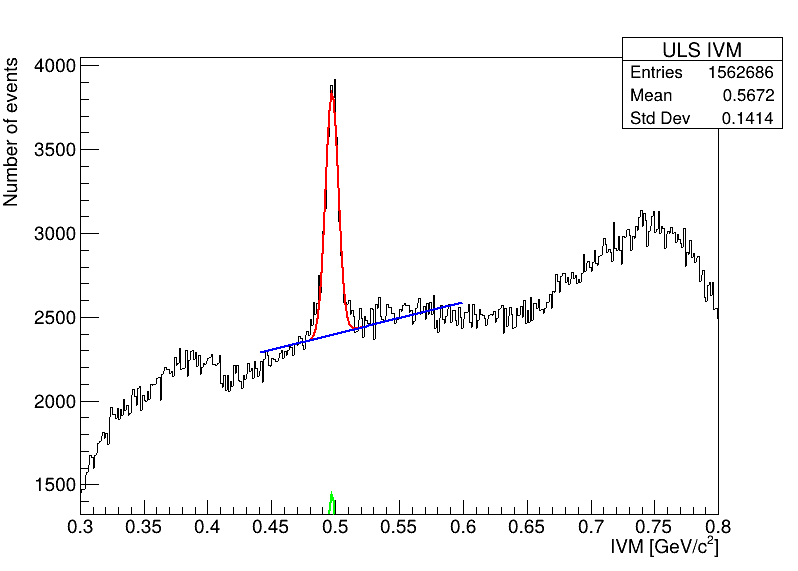 ULS IVM
Entries 1562686
Mean 0.5672
Std Dev 0.1414
Number of events
4000
3500
3000
2500
2000
1500
0.3 0.35 0.4 0.45 0.5 0.55 0.6 0.65 0.7 0.75 0.8
IVM [GeV/c²]